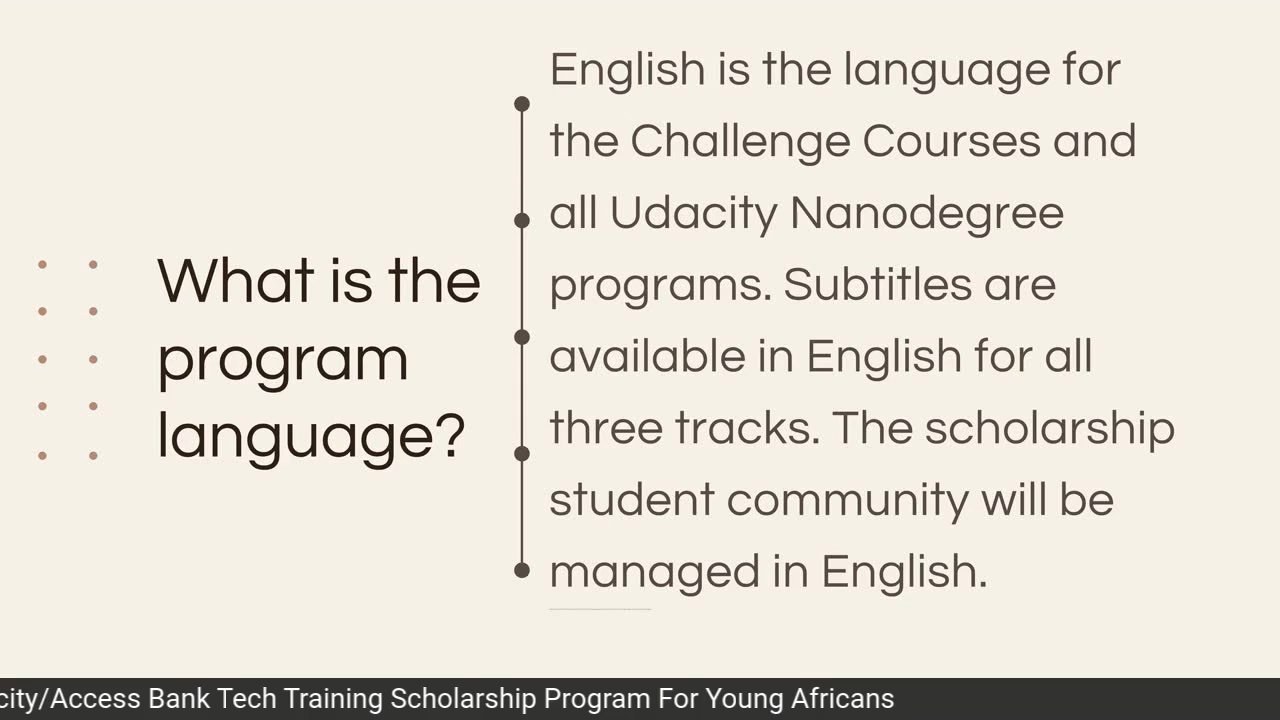 What is the
program
language?
English is the language for
the Challenge Courses and
all Udacity Nanodegree
programs. Subtitles are
available in English for all
three tracks. The scholarship
student community will be
managed in English.
city/Access Bank Tech Training Scholarship Program For Young Africans